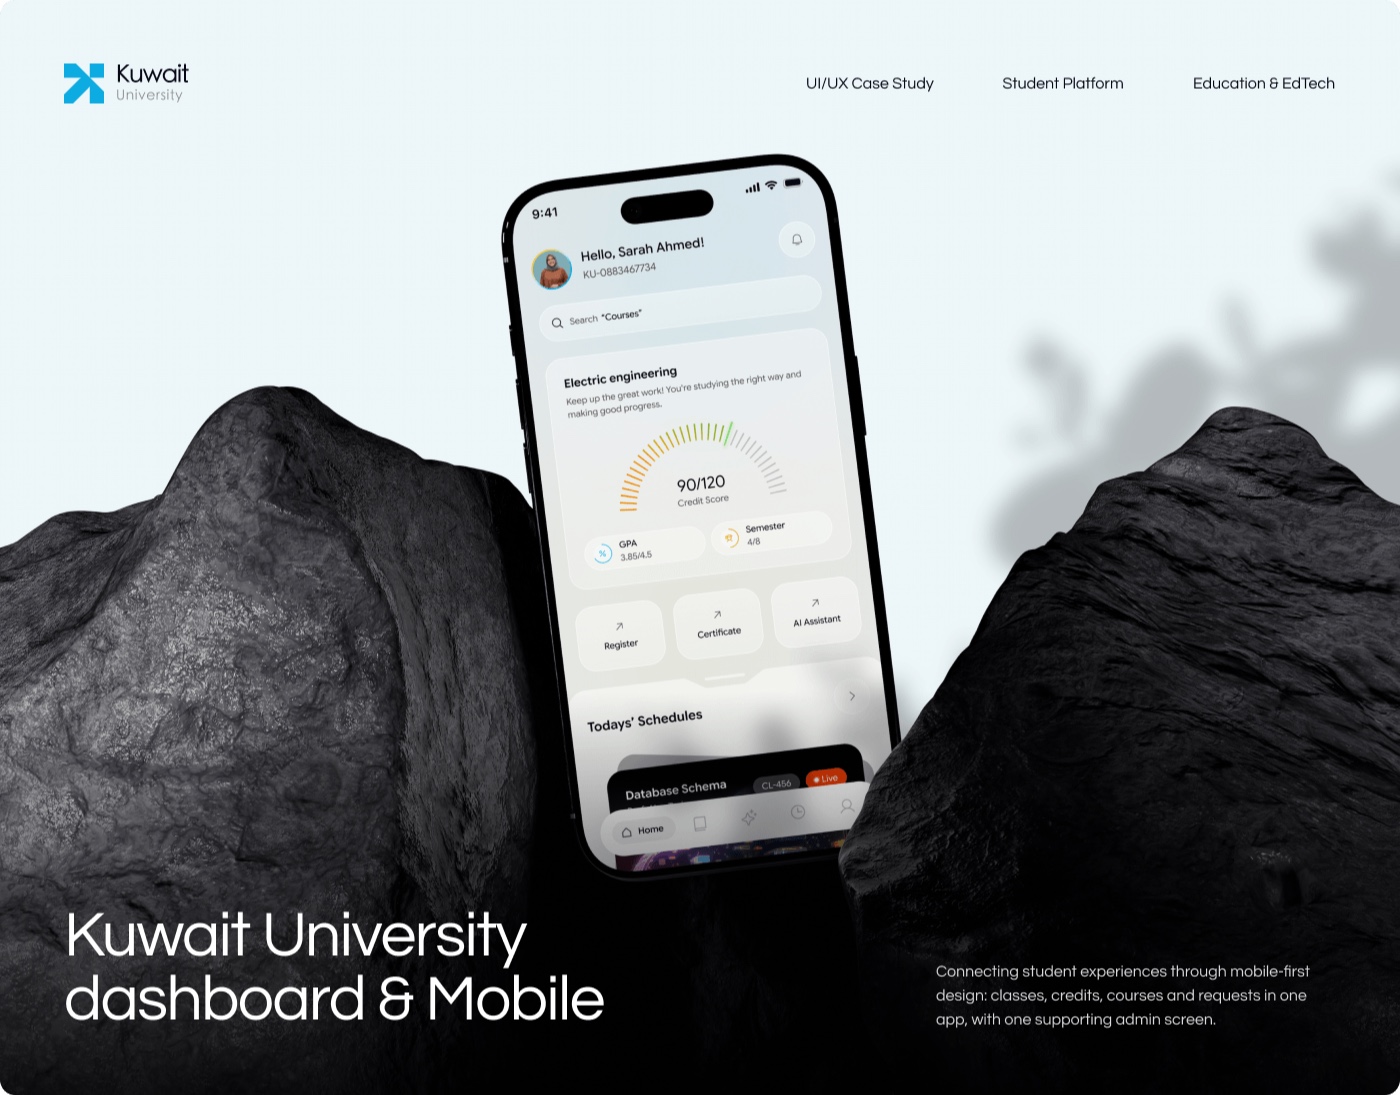 Kuwait
University
UI/UX Case Study
Student Platform
Education & EdTech
9:41
Hello, Sarah Ahmed!
KU-0883467734
Search "Courses"
Electric engineering
Keep up the great work! You're studying the right way and
making good progress.
90/120
Credit Score
GPA
3.85/4.5
Semester
4/8
Register
Certificate
AI Assistant
Todays' Schedules
Database Schema
CL-456
Live
Home
Kuwait University
dashboard & Mobile
Connecting student experiences through mobile-first
design: classes, credits, courses and requests in one
app, with one supporting admin screen.